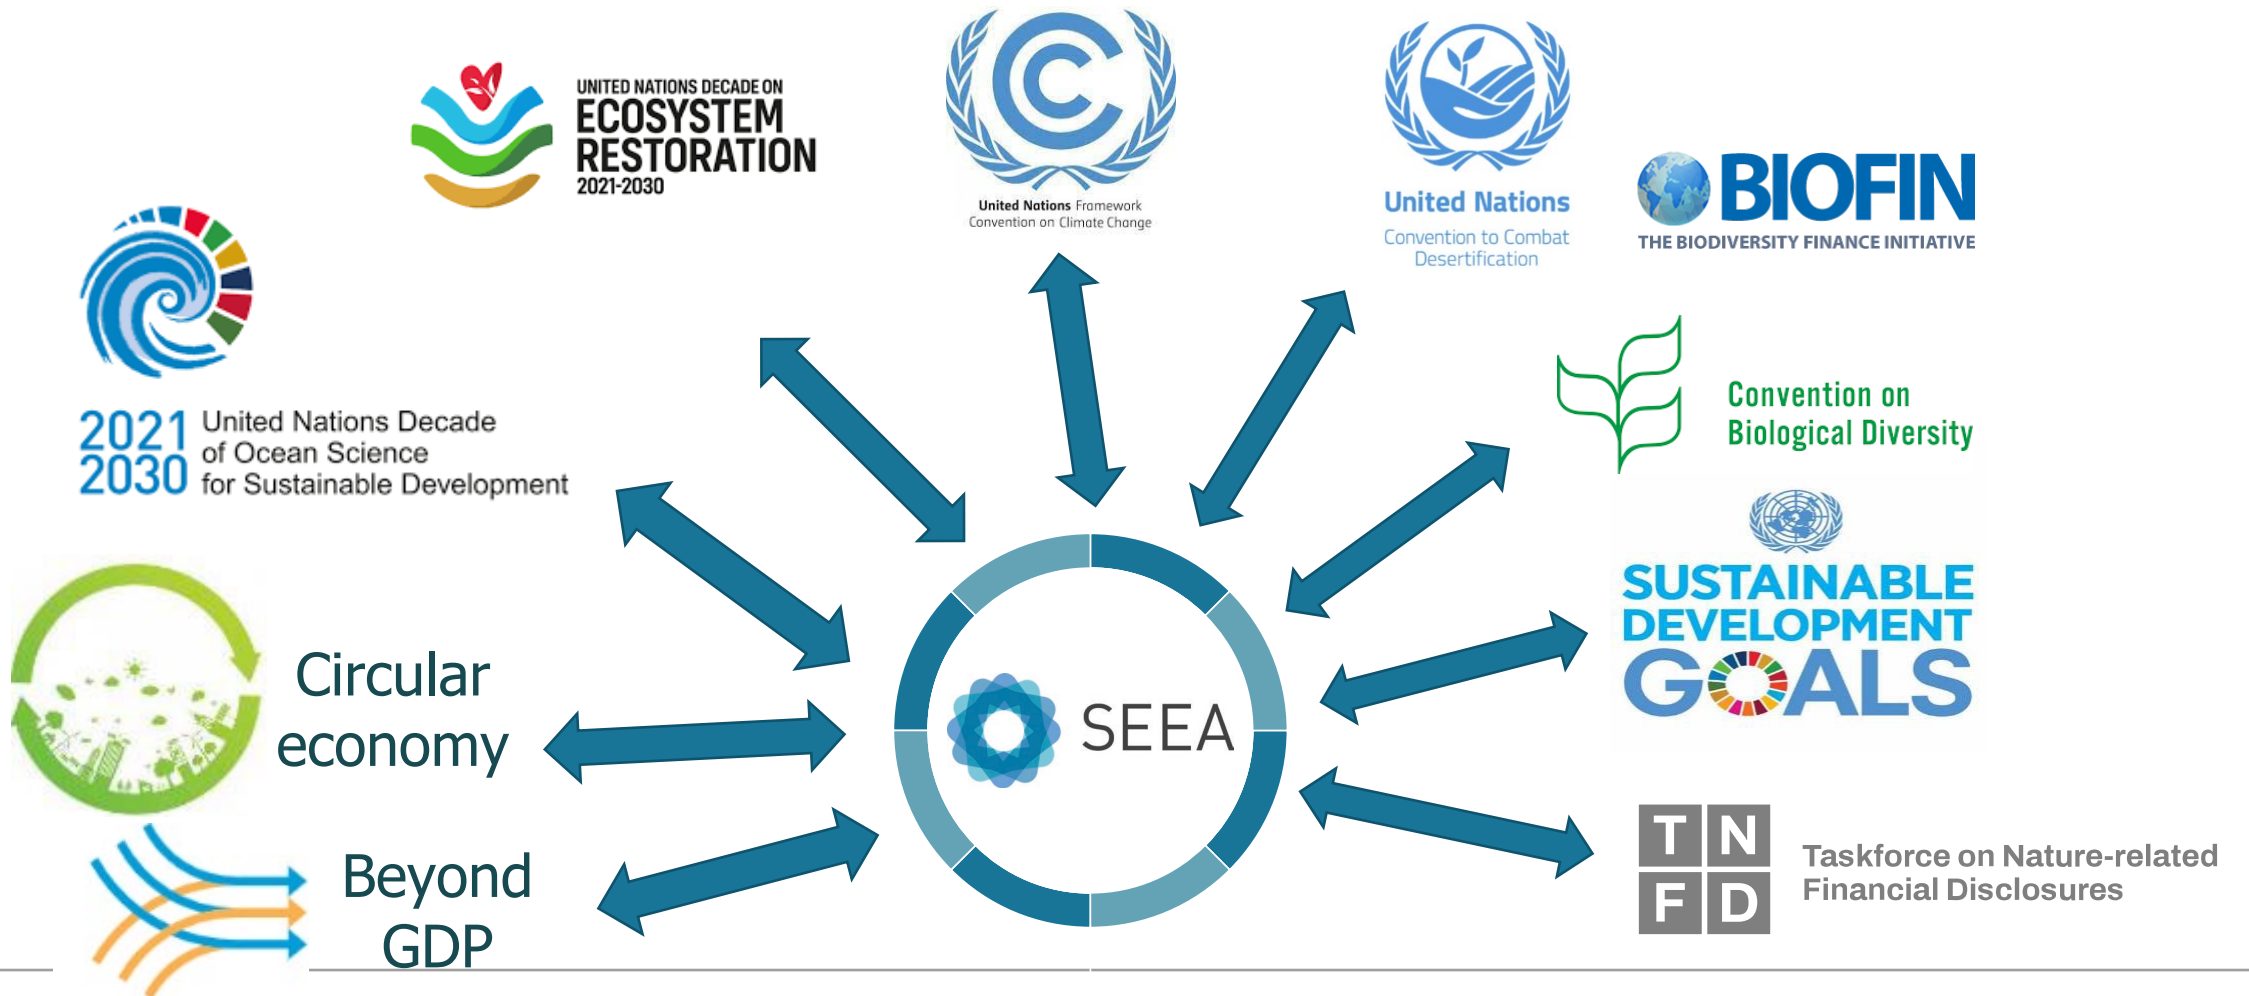 UNITED NATIONS DECADE ON
ECOSYSTEM
RESTORATION
2021-2030
United Nations Framework
Convention on Climate Change
United Nations
Convention to Combat
Desertification
BIOFIN
THE BIODIVERSITY FINANCE INITIATIVE
2021
2030
United Nations Decade
of Ocean Science
for Sustainable Development
Convention on
Biological Diversity
SUSTAINABLE
DEVELOPMENT
GOALS
Circular
economy
SEEA
Beyond
GDP
T N
F D
Taskforce on Nature-related
Financial Disclosures